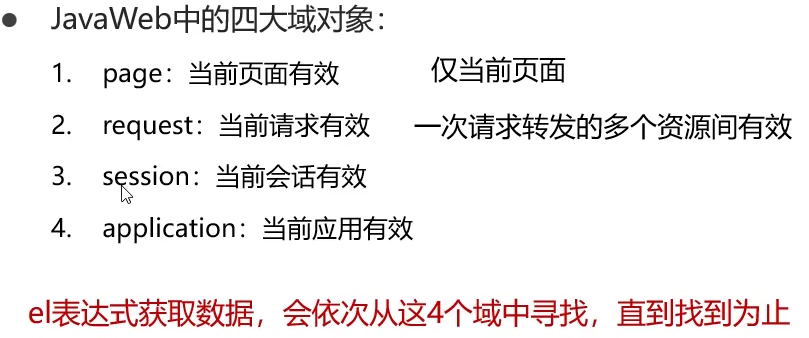 ● JavaWeb中的四大域对象：
1. page：当前页面有效 仅当前页面
2. request：当前请求有效 一次请求转发的多个资源间有效
3. session：当前会话有效
4. application：当前应用有效
el表达式获取数据，会依次从这4个域中寻找，直到找到为止